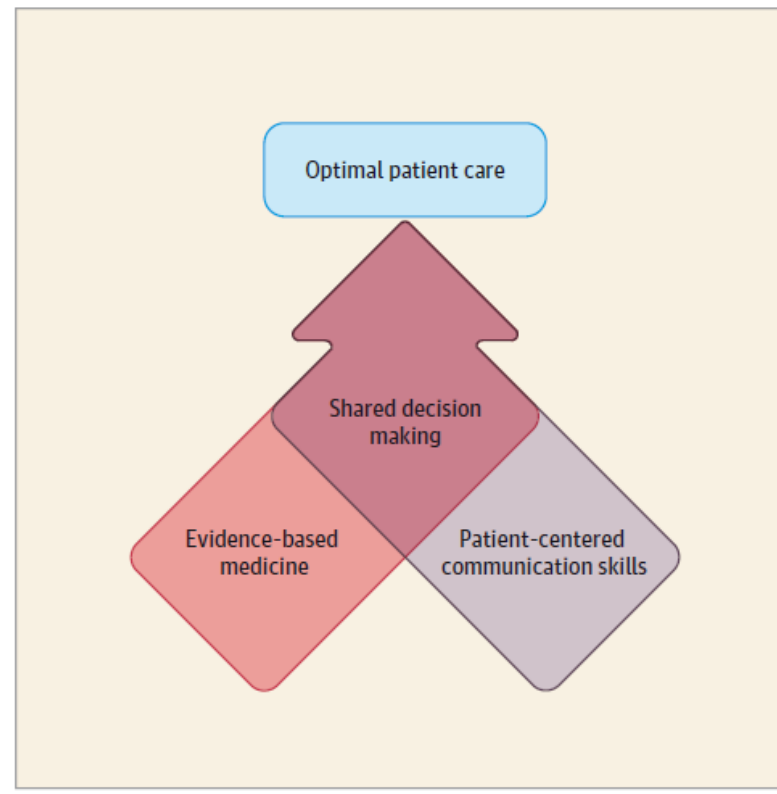 Optimal patient care
Shared decision
making
Evidence-based
medicine
Patient-centered
communication skills